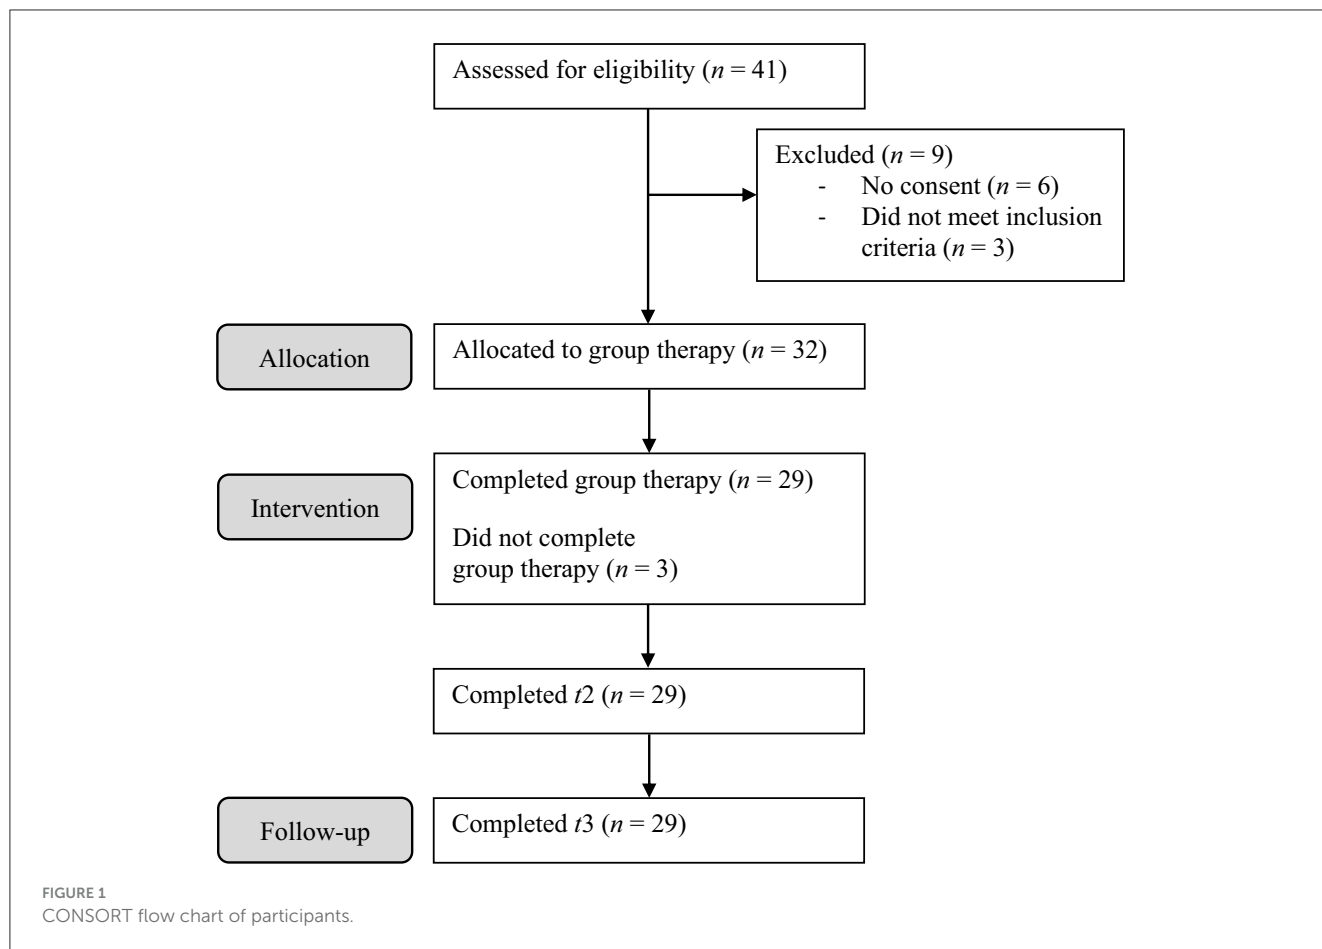 Assessed for eligibility (n = 41)
Excluded (n = 9)
- No consent (n = 6)
- Did not meet inclusion
criteria (n = 3)
Allocation
Allocated to group therapy (n = 32)
Intervention
Completed group therapy (n = 29)
Did not complete
group therapy (n = 3)
Completed t2 (n = 29)
Follow-up
Completed t3 (n = 29)
FIGURE 1
CONSORT flow chart of participants.